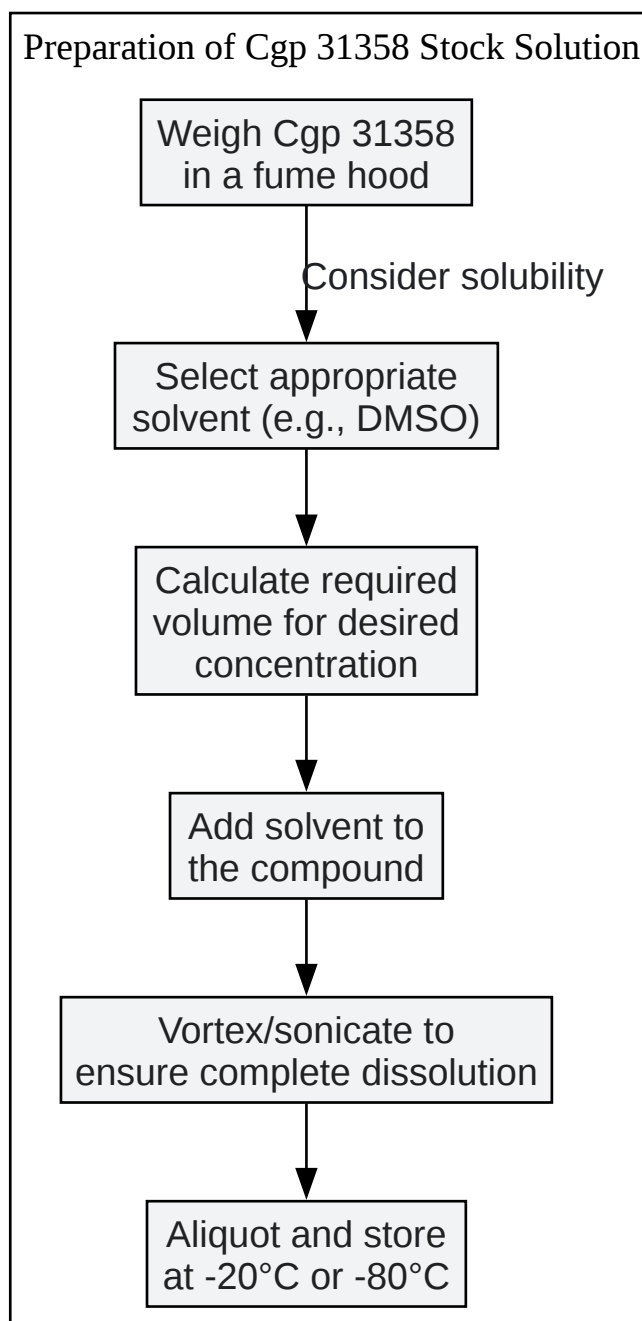 Preparation of Cgp 31358 Stock Solution
Weigh Cgp 31358
in a fume hood
Consider solubility
Select appropriate
solvent (e.g., DMSO)
Calculate required
volume for desired
concentration
Add solvent to
the compound
Vortex/sonicate to
ensure complete dissolution
Aliquot and store
at -20°C or -80°C